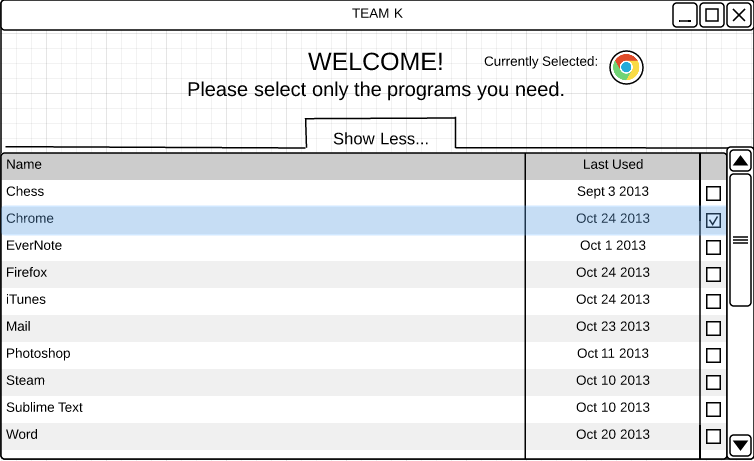 TEAM K
WELCOME!
Currently Selected:
Please select only the programs you need.
Show Less...
Name Last Used
Chess Sept 3 2013
Chrome Oct 24 2013
EverNote Oct 1 2013
Firefox Oct 24 2013
iTunes Oct 24 2013
Mail Oct 23 2013
Photoshop Oct 11 2013
Steam Oct 10 2013
Sublime Text Oct 10 2013
Word Oct 20 2013